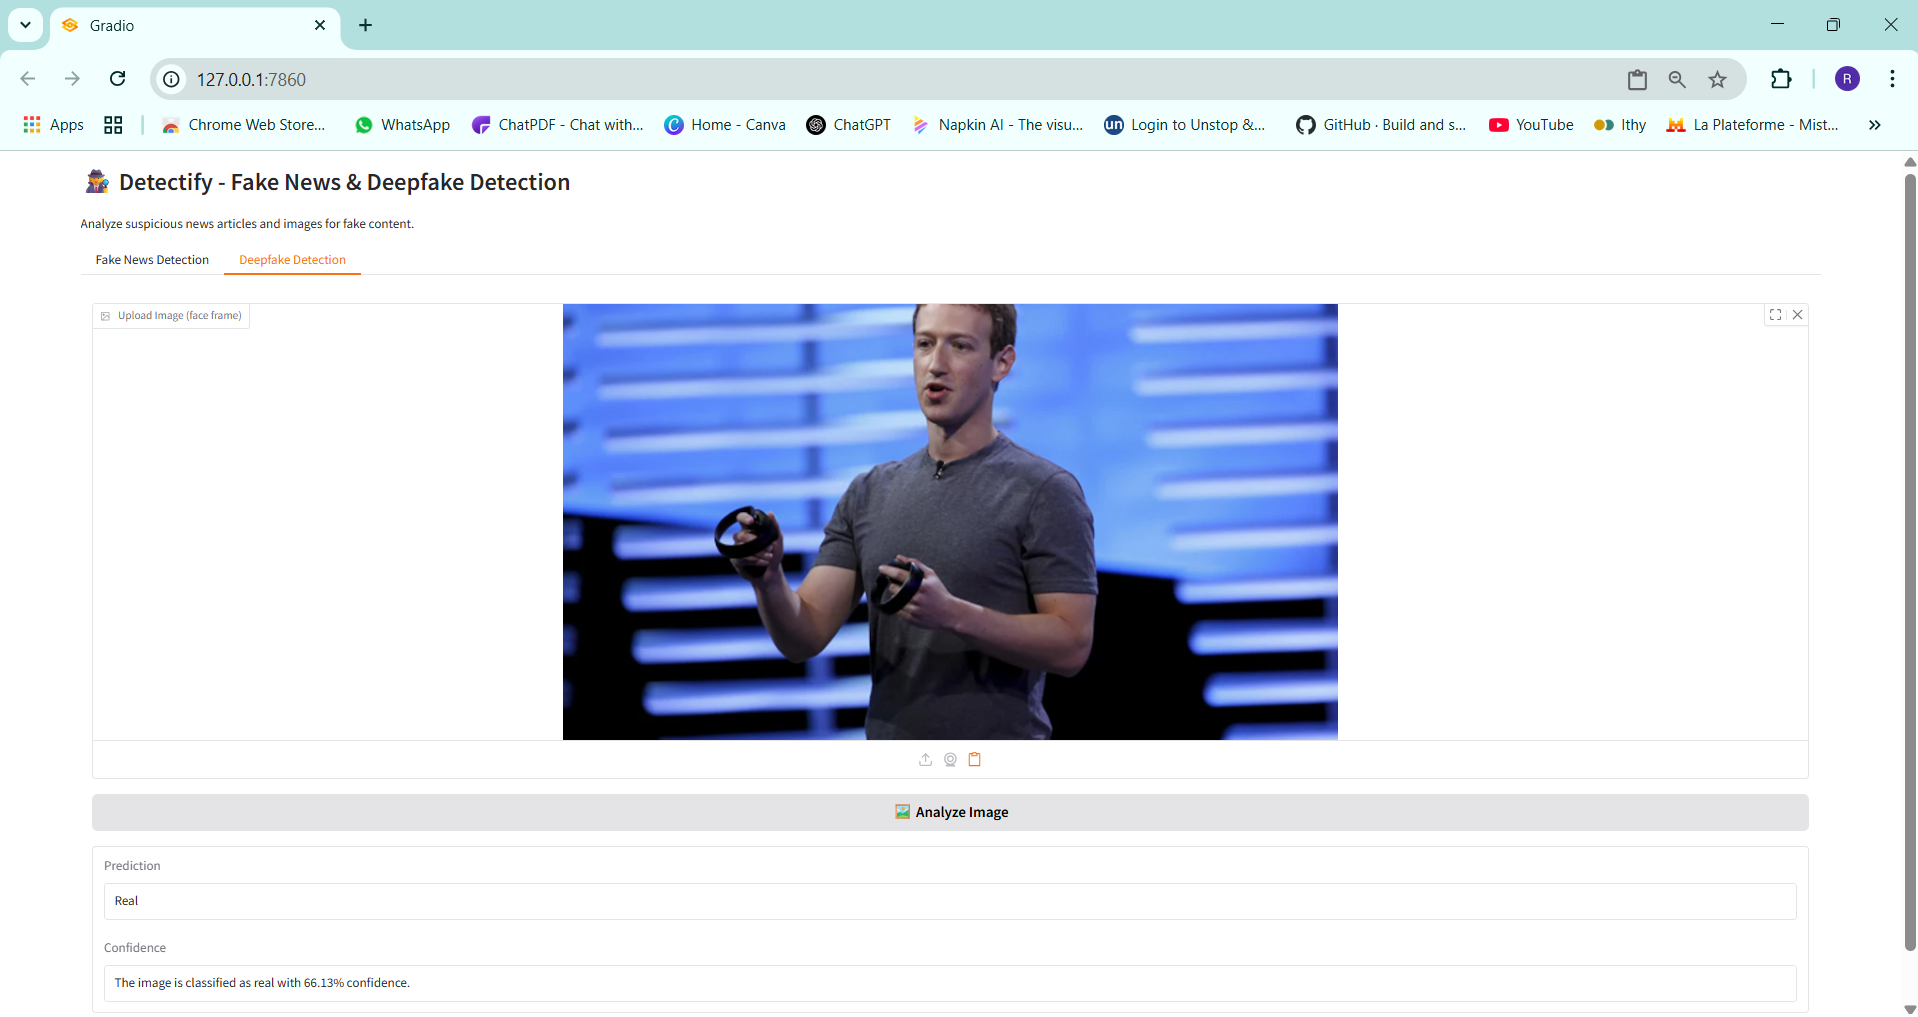 Gradio
127.0.0.1:7860
R
Apps
Chrome Web Store...
WhatsApp
ChatPDF - Chat with...
Home - Canva
ChatGPT
Napkin AI - The visu...
un Login to Unstop &...
GitHub · Build and s...
YouTube
Ithy
La Plateforme - Mist...
Detectify - Fake News & Deepfake Detection
Analyze suspicious news articles and images for fake content.
Fake News Detection
Deepfake Detection
Upload Image (face frame)
Analyze Image
Prediction
Real
Confidence
The image is classified as real with 66.13% confidence.